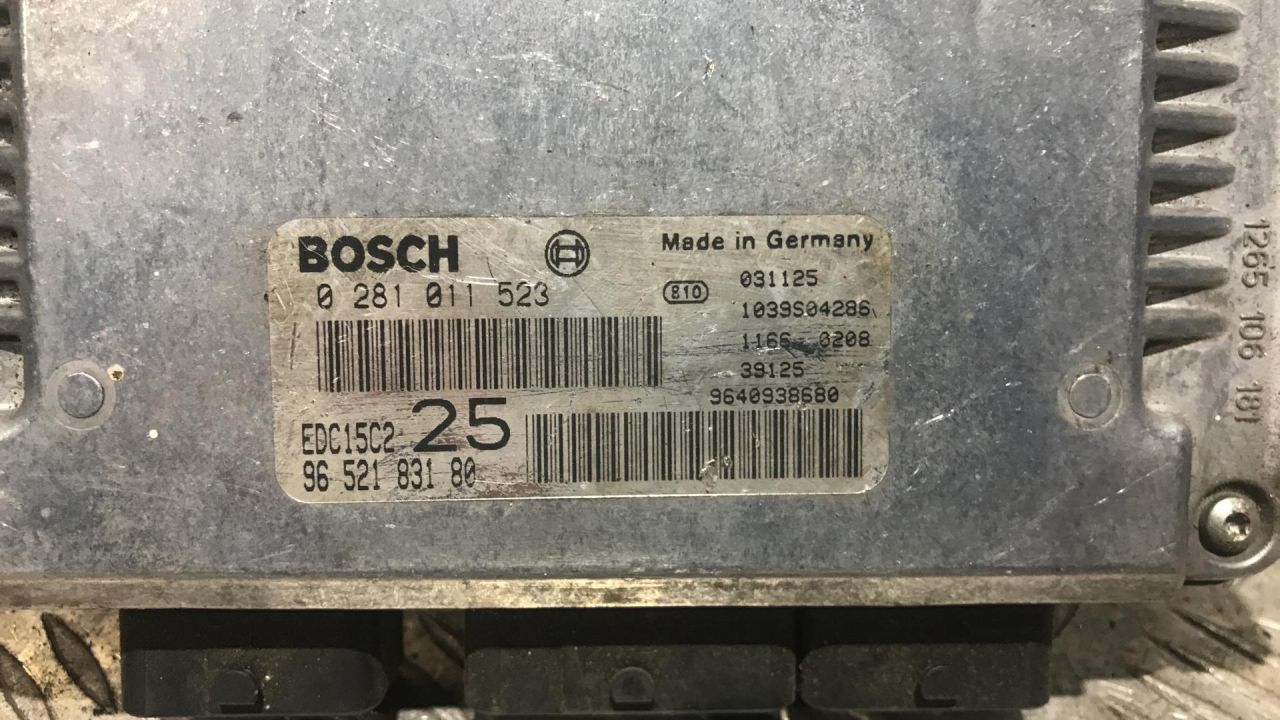 BOSCH
Made in Germany
0 281 011 523
810
031125
1039S04286
1166 0208
39125
9640938680
EDC15C2 25
96 521 831 80
1265 106 181